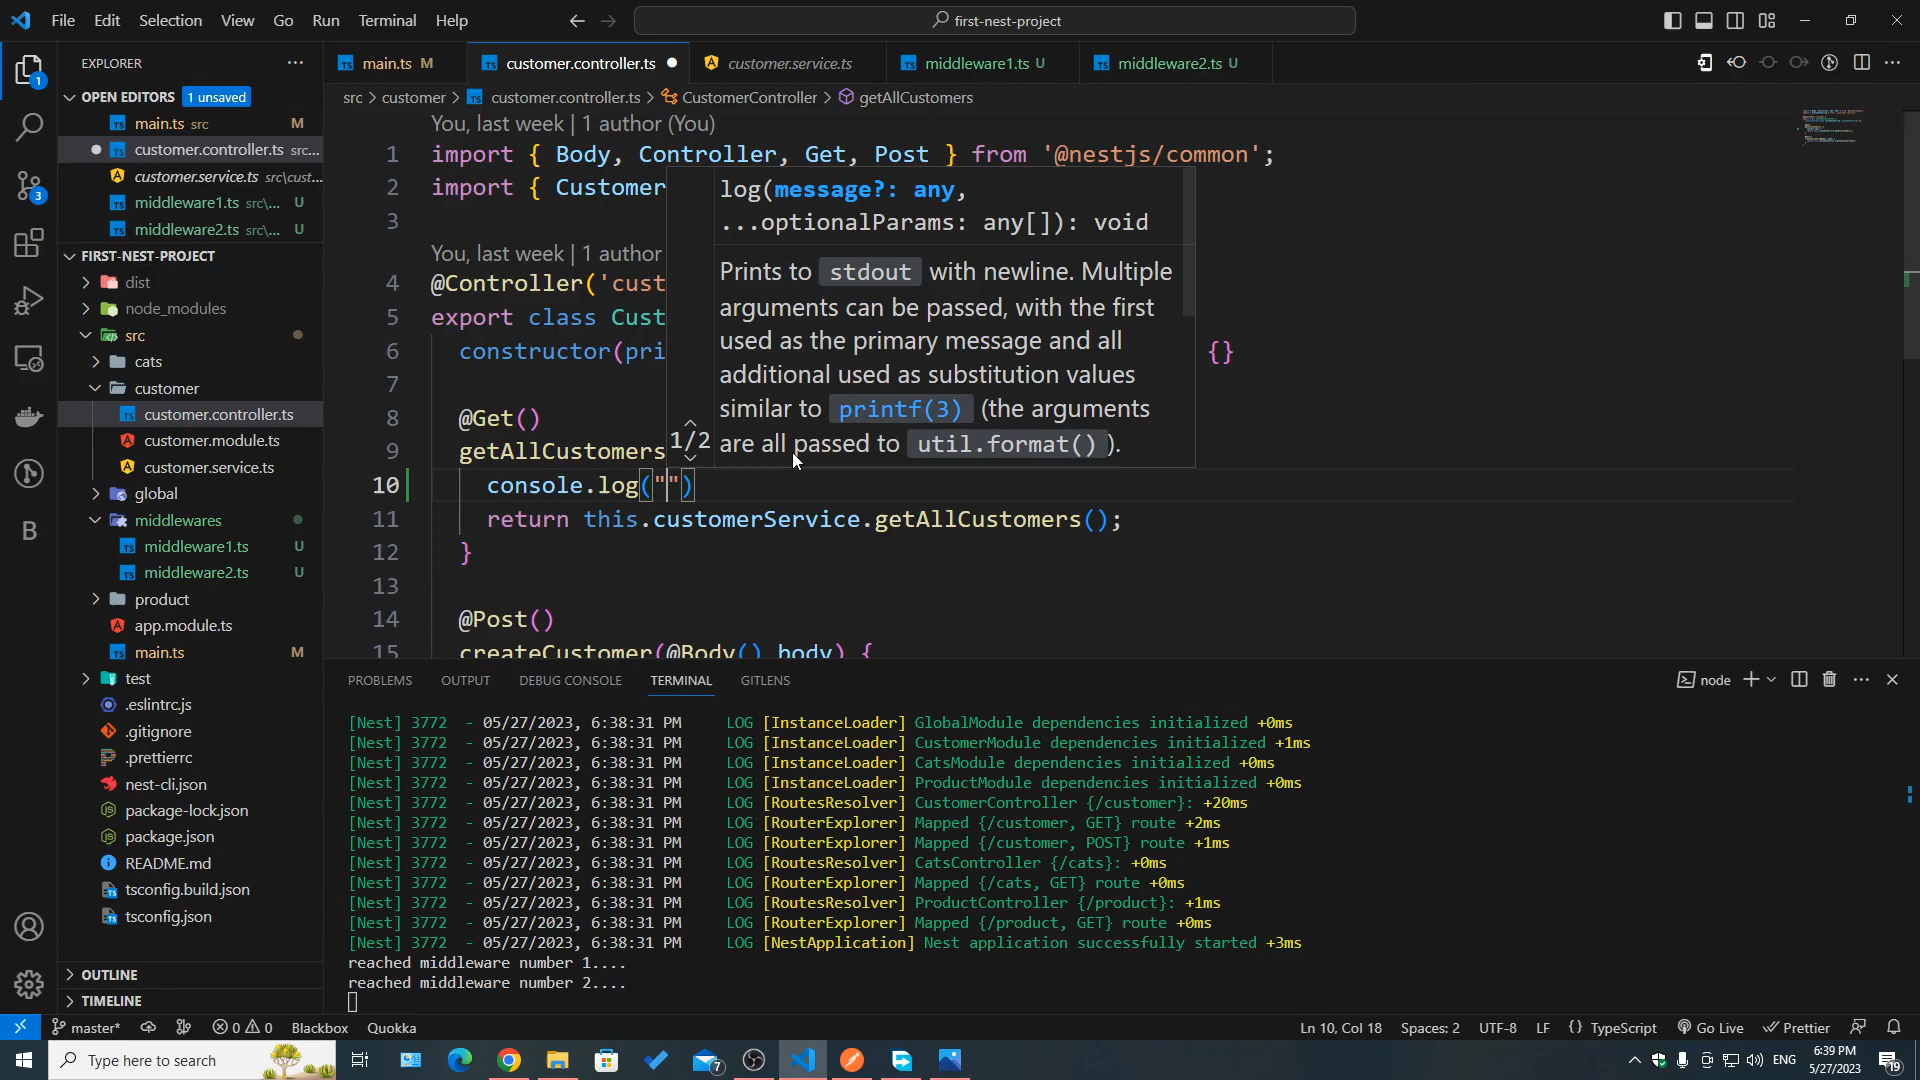 File Edit Selection View Go Run Terminal Help
first-nest-project
EXPLORER
OPEN EDITORS 1 unsaved
main.ts src M
customer.controller.ts src...
customer.service.ts src\cust...
middleware1.ts src\... U
middleware2.ts src\... U
FIRST-NEST-PROJECT
dist
node_modules
src
cats
customer
customer.controller.ts
customer.module.ts
customer.service.ts
global
middlewares
middleware1.ts U
middleware2.ts U
product
app.module.ts
main.ts M
test
.eslintrc.js
.gitignore
.prettierrc
nest-cli.json
package-lock.json
package.json
README.md
tsconfig.build.json
tsconfig.json
OUTLINE
TIMELINE
1
3
B
main.ts M customer.controller.ts customer.service.ts middleware1.ts U middleware2.ts U
src > customer > customer.controller.ts > CustomerController > getAllCustomers
You, last week | 1 author (You)
1 import { Body, Controller, Get, Post } from '@nestjs/common';
2 import { Customer
3
You, last week | 1 author
4 @Controller('cust
5 export class Cust
6 constructor(pri {}
7
8 @Get()
9 getAllCustomers
10 console.log("")
11 return this.customerService.getAllCustomers();
12 }
13
14 @Post()
15 createCustomer(@Body() body) {
log(message?: any,
...optionalParams: any[]): void
Prints to stdout with newline. Multiple
arguments can be passed, with the first
used as the primary message and all
additional used as substitution values
similar to printf(3) (the arguments
1/2 are all passed to util.format()).
PROBLEMS OUTPUT DEBUG CONSOLE TERMINAL GITLENS
node
[Nest] 3772 - 05/27/2023, 6:38:31 PM LOG [InstanceLoader] GlobalModule dependencies initialized +0ms
[Nest] 3772 - 05/27/2023, 6:38:31 PM LOG [InstanceLoader] CustomerModule dependencies initialized +1ms
[Nest] 3772 - 05/27/2023, 6:38:31 PM LOG [InstanceLoader] CatsModule dependencies initialized +0ms
[Nest] 3772 - 05/27/2023, 6:38:31 PM LOG [InstanceLoader] ProductModule dependencies initialized +0ms
[Nest] 3772 - 05/27/2023, 6:38:31 PM LOG [RoutesResolver] CustomerController {/customer}: +20ms
[Nest] 3772 - 05/27/2023, 6:38:31 PM LOG [RouterExplorer] Mapped {/customer, GET} route +2ms
[Nest] 3772 - 05/27/2023, 6:38:31 PM LOG [RouterExplorer] Mapped {/customer, POST} route +1ms
[Nest] 3772 - 05/27/2023, 6:38:31 PM LOG [RoutesResolver] CatsController {/cats}: +0ms
[Nest] 3772 - 05/27/2023, 6:38:31 PM LOG [RouterExplorer] Mapped {/cats, GET} route +0ms
[Nest] 3772 - 05/27/2023, 6:38:31 PM LOG [RoutesResolver] ProductController {/product}: +1ms
[Nest] 3772 - 05/27/2023, 6:38:31 PM LOG [RouterExplorer] Mapped {/product, GET} route +0ms
[Nest] 3772 - 05/27/2023, 6:38:31 PM LOG [NestApplication] Nest application successfully started +3ms
reached middleware number 1....
reached middleware number 2....
master* 0 0 Blackbox Quokka Ln 10, Col 18 Spaces: 2 UTF-8 LF {} TypeScript Go Live Prettier
Type here to search 7 ENG 6:39 PM 5/27/2023 19